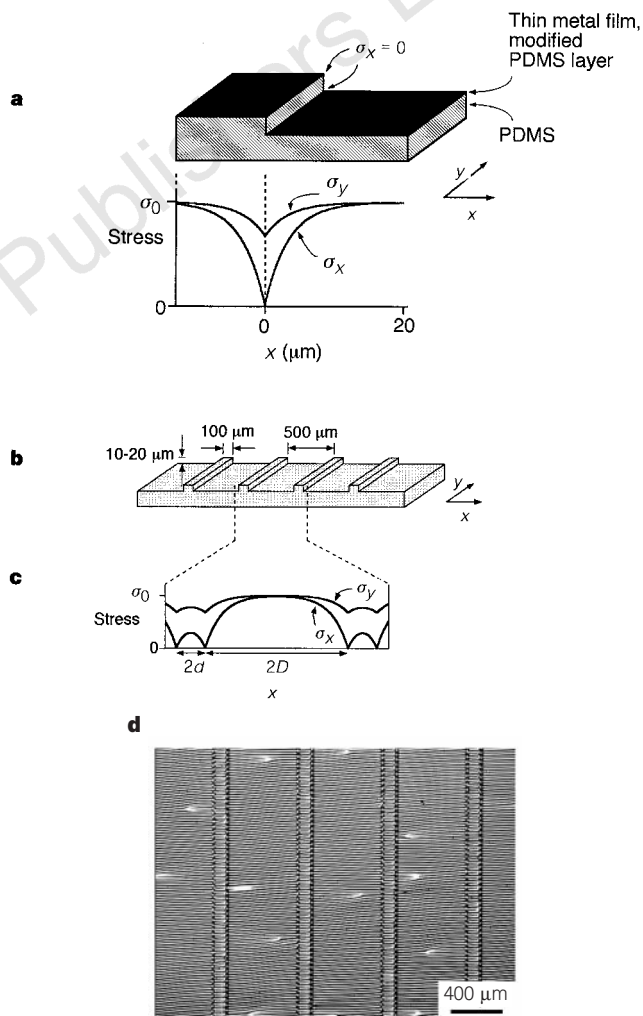 Publishers
a
σx = 0
Thin metal film,
modified
PDMS layer
PDMS
y
x
σ0
Stress
0
σy
σx
0
20
x (μm)
b
10-20 μm
100 μm
500 μm
y
x
c
σ0
Stress
0
σy
σx
2d
2D
x
d
400 μm